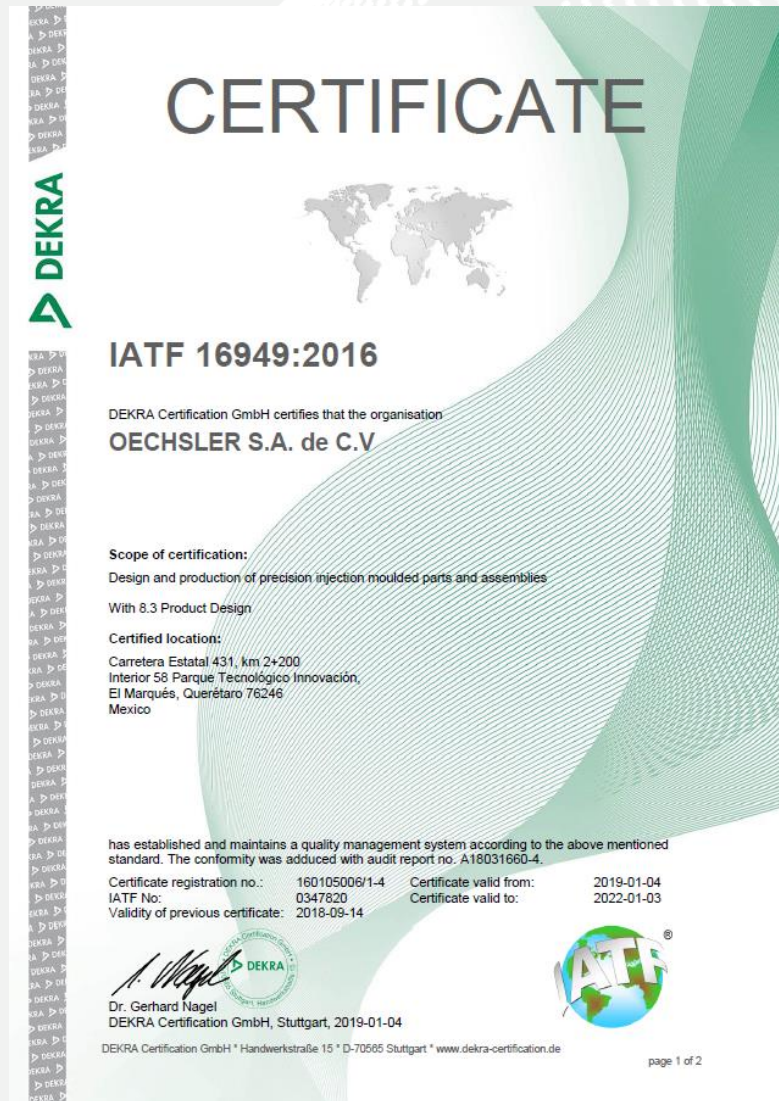 CERTIFICATE
DEKRA
IATF 16949:2016
DEKRA Certification GmbH certifies that the organisation
OECHSLER S.A. de C.V
Scope of certification:
Design and production of precision injection moulded parts and assemblies
With 8.3 Product Design
Certified location:
Carretera Estatal 431, km 2+200
Interior 58 Parque Tecnológico Innovación,
El Marqués, Querétaro 76246
Mexico
has established and maintains a quality management system according to the above mentioned
standard. The conformity was adduced with audit report no. A18031660-4.
Certificate registration no.: 160105006/1-4 Certificate valid from: 2019-01-04
IATF No: 0347820 Certificate valid to: 2022-01-03
Validity of previous certificate: 2018-09-14
DEKRA
IATF ®
Dr. Gerhard Nagel
DEKRA Certification GmbH, Stuttgart, 2019-01-04
DEKRA Certification GmbH * Handwerkstraße 15 * D-70565 Stuttgart * www.dekra-certification.de
page 1 of 2